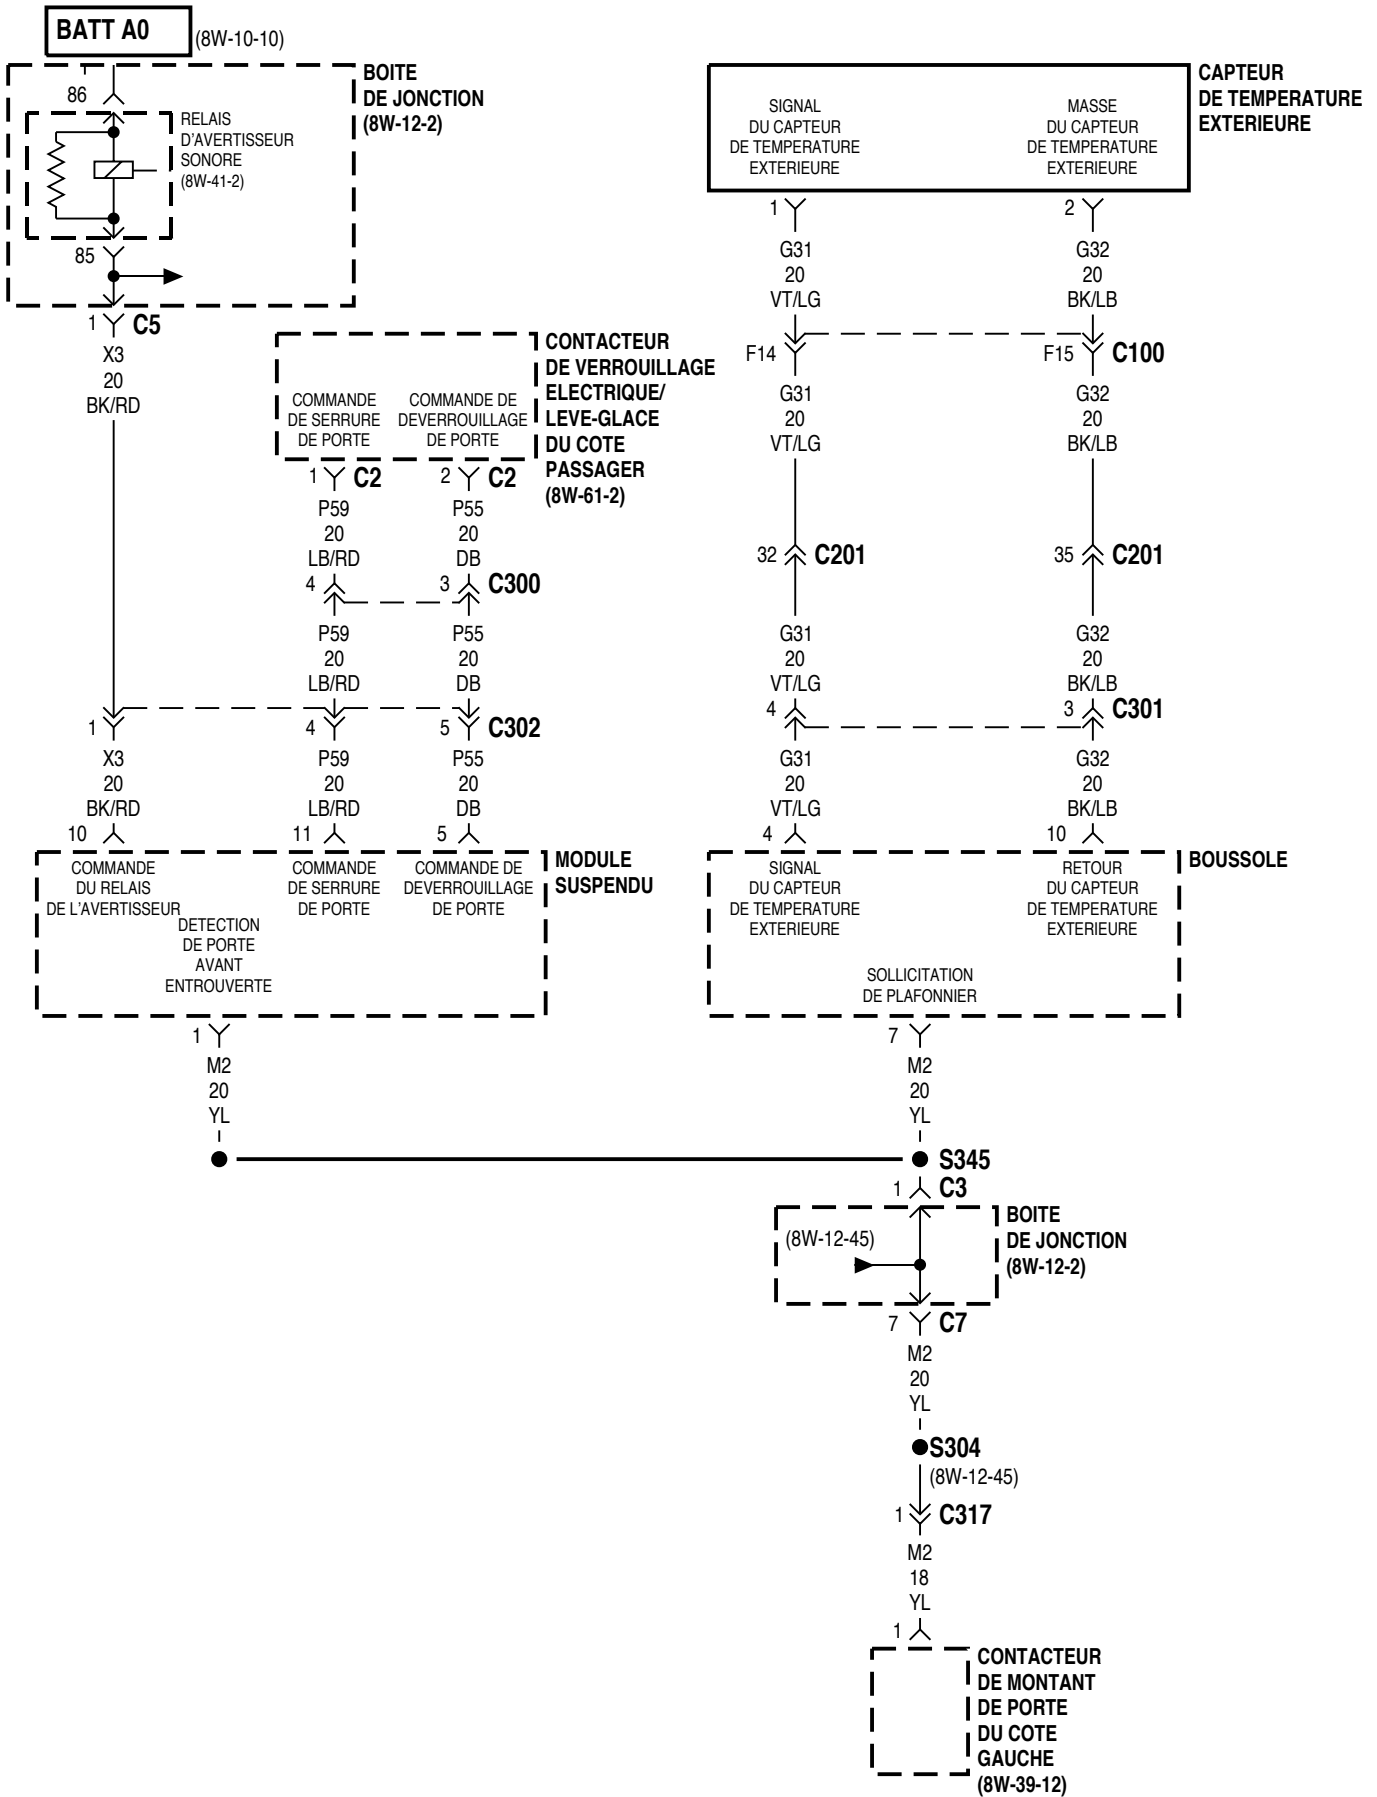 BATT A0
(8W-10-10)
BOITE
DE JONCTION
(8W-12-2)
86
RELAIS
D'AVERTISSEUR
SONORE
(8W-41-2)
85
1
C5
X3
20
BK/RD
CONTACTEUR
DE VERROUILLAGE
ELECTRIQUE/
LEVE-GLACE
DU COTE
PASSAGER
(8W-61-2)
COMMANDE
DE SERRURE
DE PORTE
COMMANDE DE
DEVERROUILLAGE
DE PORTE
1 C2
2 C2
P59
20
LB/RD
P55
20
DB
4
3 C300
P59
20
LB/RD
P55
20
DB
1
4
5 C302
X3
20
BK/RD
P59
20
LB/RD
P55
20
DB
10
11
5
MODULE
SUSPENDU
COMMANDE
DU RELAIS
DE L'AVERTISSEUR
COMMANDE
DE SERRURE
DE PORTE
COMMANDE DE
DEVERROUILLAGE
DE PORTE
DETECTION
DE PORTE
AVANT
ENTROUVERTE
1
M2
20
YL
CAPTEUR
DE TEMPERATURE
EXTERIEURE
SIGNAL
DU CAPTEUR
DE TEMPERATURE
EXTERIEURE
MASSE
DU CAPTEUR
DE TEMPERATURE
EXTERIEURE
1
2
G31
20
VT/LG
G32
20
BK/LB
F14
F15 C100
G31
20
VT/LG
G32
20
BK/LB
32 C201
35 C201
G31
20
VT/LG
G32
20
BK/LB
4
3 C301
G31
20
VT/LG
G32
20
BK/LB
4
10
BOUSSOLE
SIGNAL
DU CAPTEUR
DE TEMPERATURE
EXTERIEURE
RETOUR
DU CAPTEUR
DE TEMPERATURE
EXTERIEURE
SOLLICITATION
DE PLAFONNIER
7
M2
20
YL
S345
1 C3
BOITE
DE JONCTION
(8W-12-2)
(8W-12-45)
7 C7
M2
20
YL
S304
(8W-12-45)
1 C317
M2
18
YL
1
CONTACTEUR
DE MONTANT
DE PORTE
DU COTE
GAUCHE
(8W-39-12)